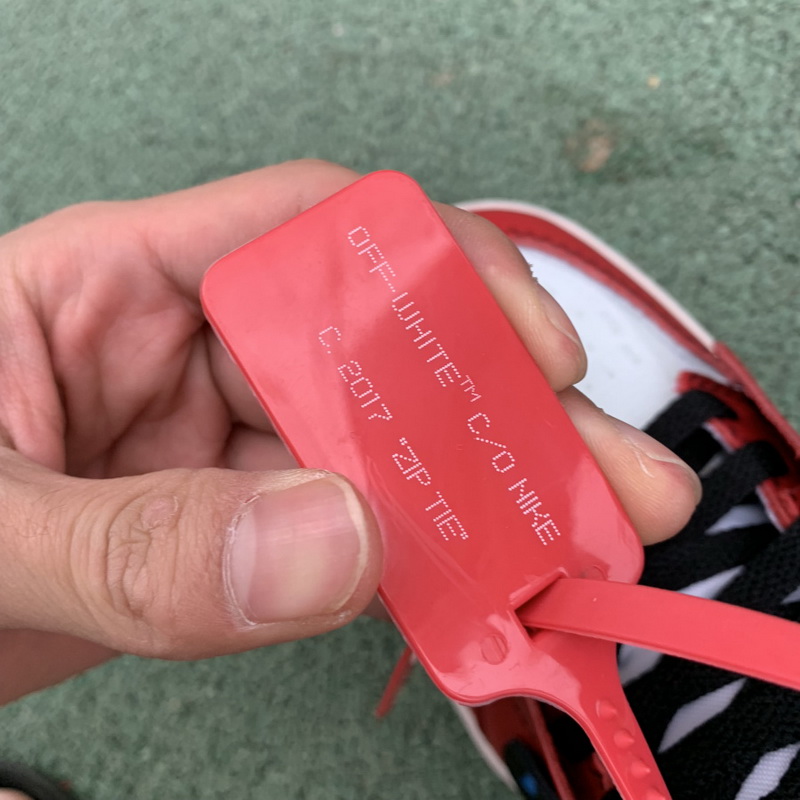 OFF-WHITE™ C/O NIKE
C. 2017 "ZIP TIE"